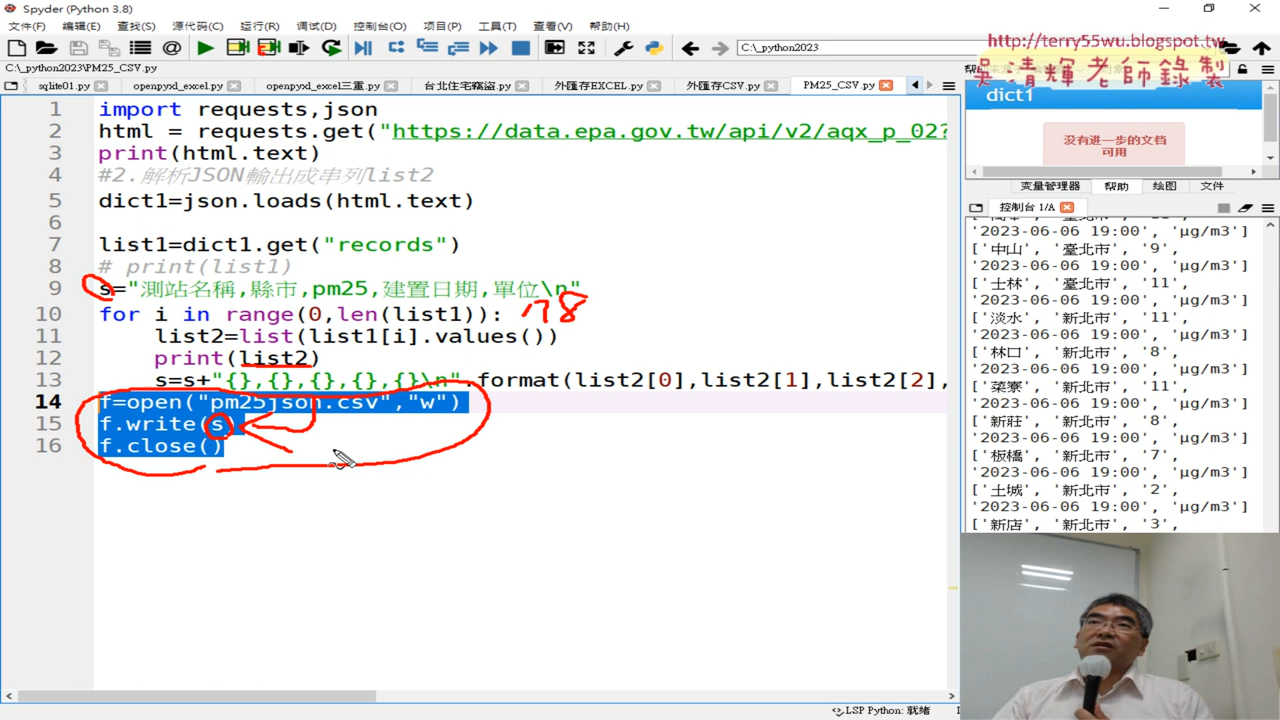 Spyder (Python 3.8)
文件(F) 编辑(E) 查找(S) 源代码(C) 运行(R) 调试(D) 控制台(O) 项目(P) 工具(T) 查看(V) 帮助(H)
C:\_python2023
http://terry55wu.blogspot.tw
吳清輝老師錄製
C:\_python2023\PM25_CSV.py
sqlite01.py openpyxl_excel.py openpyxl_excel三重.py 台北住宅竊盜.py 外匯存EXCEL.py 外匯存CSV.py PM25_CSV.py
1 import requests,json
2 html = requests.get("https://data.epa.gov.tw/api/v2/aqx_p_02?
3 print(html.text)
4 #2.解析JSON輸出成串列list2
5 dict1=json.loads(html.text)
6
7 list1=dict1.get("records")
8 # print(list1)
9 s="測站名稱,縣市,pm25,建置日期,單位\n"
10 for i in range(0,len(list1)): 78
11 list2=list(list1[i].values())
12 print(list2)
13 s=s+"{},{},{},{},{}\n".format(list2[0],list2[1],list2[2],
14 f=open("pm25json.csv","w")
15 f.write(s)
16 f.close()
dict1
没有进一步的文档
可用
变量管理器 帮助 绘图 文件
控制台 1/A
'2023-06-06 19:00', 'μg/m3']
['中山', '臺北市', '9',
'2023-06-06 19:00', 'μg/m3']
['士林', '臺北市', '11',
'2023-06-06 19:00', 'μg/m3']
['淡水', '新北市', '11',
'2023-06-06 19:00', 'μg/m3']
['林口', '新北市', '8',
'2023-06-06 19:00', 'μg/m3']
['菜寮', '新北市', '11',
'2023-06-06 19:00', 'μg/m3']
['新莊', '新北市', '8',
'2023-06-06 19:00', 'μg/m3']
['板橋', '新北市', '7',
'2023-06-06 19:00', 'μg/m3']
['土城', '新北市', '2',
'2023-06-06 19:00', 'μg/m3']
['新店', '新北市', '3',
LSP Python: 就绪